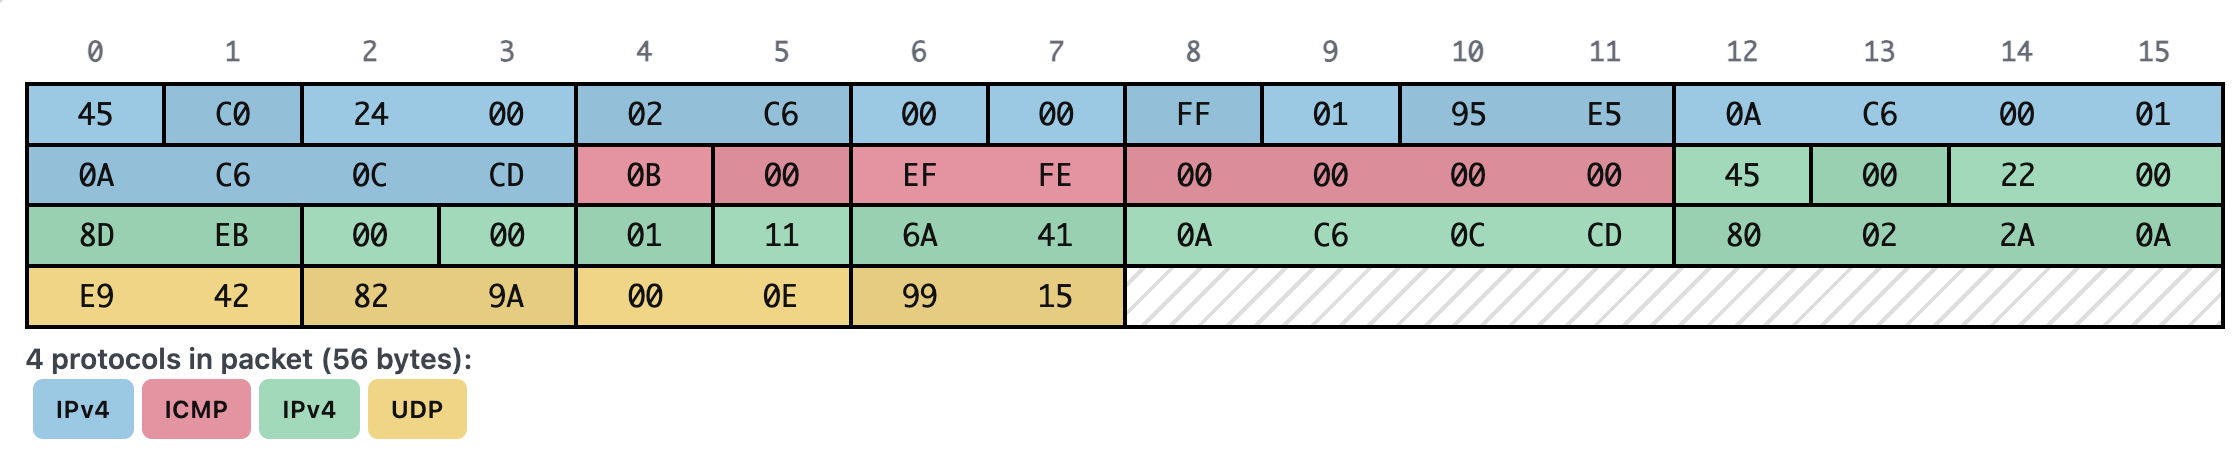 0 1 2 3 4 5 6 7 8 9 10 11 12 13 14 15
45 C0 24 00 02 C6 00 00 FF 01 95 E5 0A C6 00 01
0A C6 0C CD 0B 00 EF FE 00 00 00 00 45 00 22 00
8D EB 00 00 01 11 6A 41 0A C6 0C CD 80 02 2A 0A
E9 42 82 9A 00 0E 99 15
4 protocols in packet (56 bytes):
IPv4 ICMP IPv4 UDP